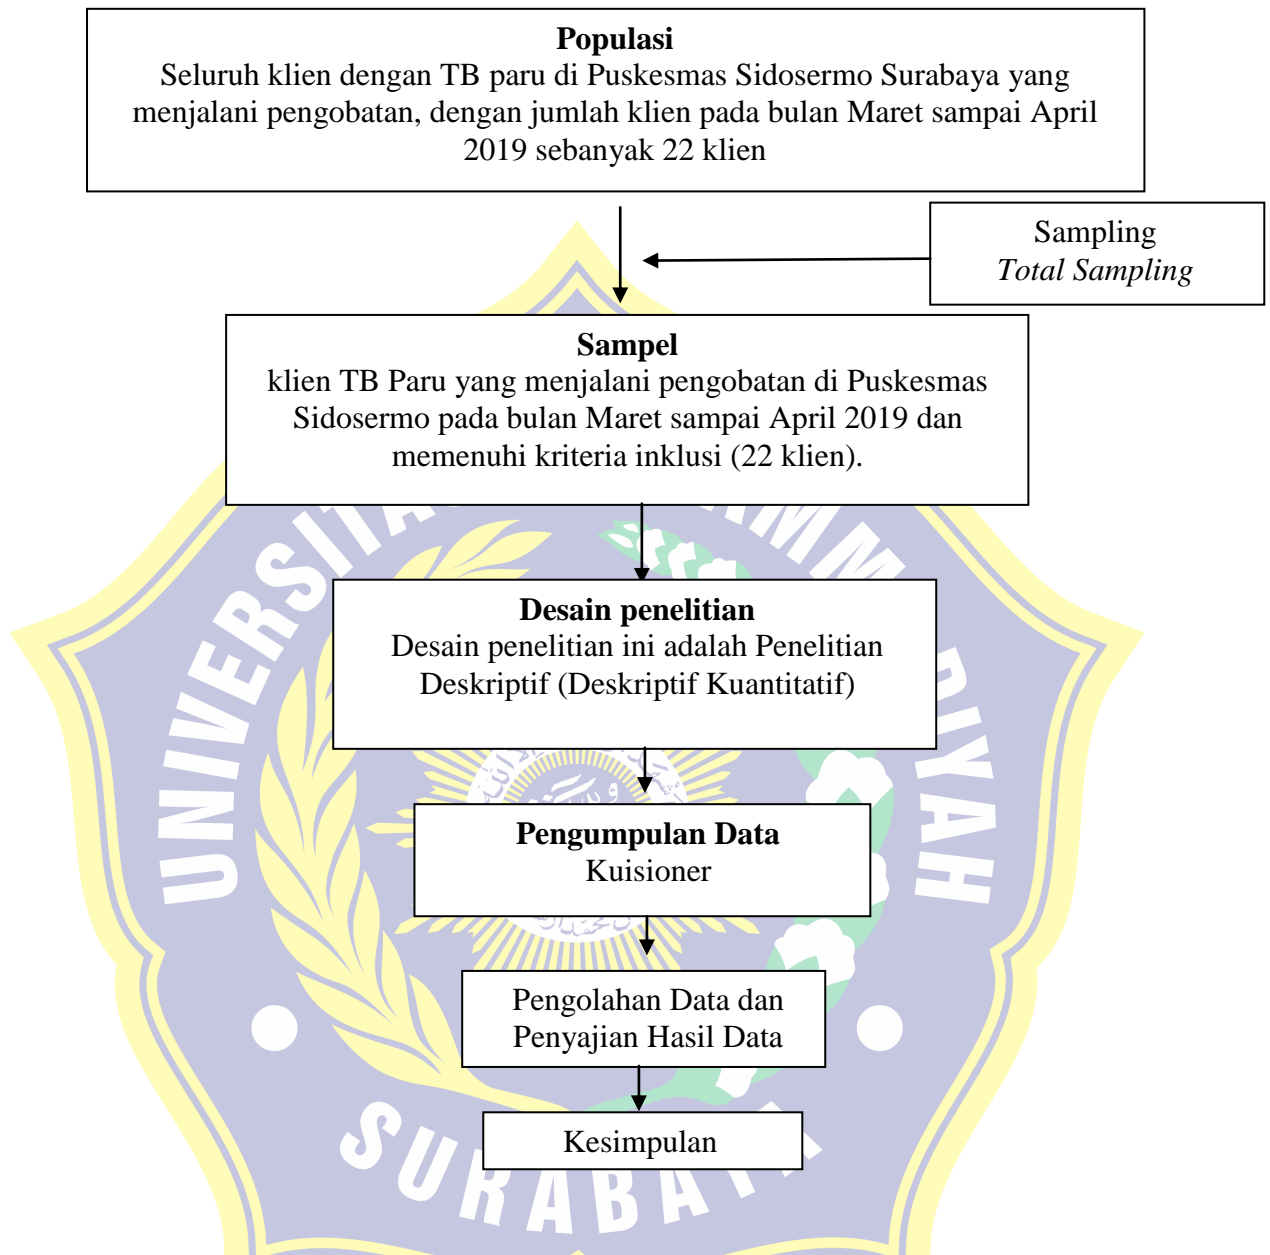 Populasi
Seluruh klien dengan TB paru di Puskesmas Sidosermo Surabaya yang
menjalani pengobatan, dengan jumlah klien pada bulan Maret sampai April
2019 sebanyak 22 klien
Sampling
Total Sampling
Sampel
klien TB Paru yang menjalani pengobatan di Puskesmas
Sidosermo pada bulan Maret sampai April 2019 dan
memenuhi kriteria inklusi (22 klien).
Desain penelitian
Desain penelitian ini adalah Penelitian
Deskriptif (Deskriptif Kuantitatif)
Pengumpulan Data
Kuisioner
Pengolahan Data dan
Penyajian Hasil Data
Kesimpulan
SURABAYA